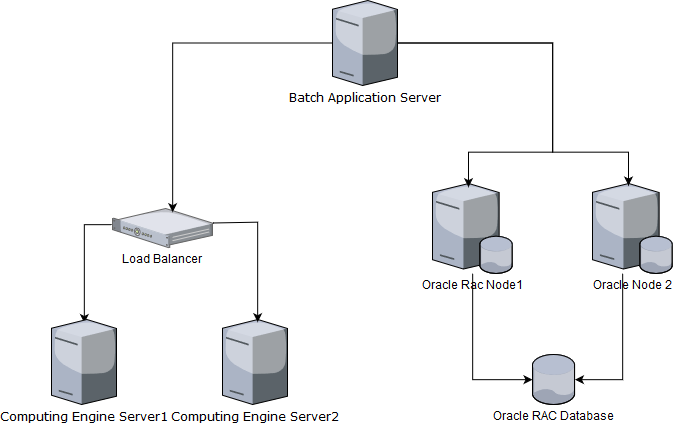 Batch Application Server
Load Balancer
Oracle Rac Node1
Oracle Node 2
Computing Engine Server1
Computing Engine Server2
Oracle RAC Database